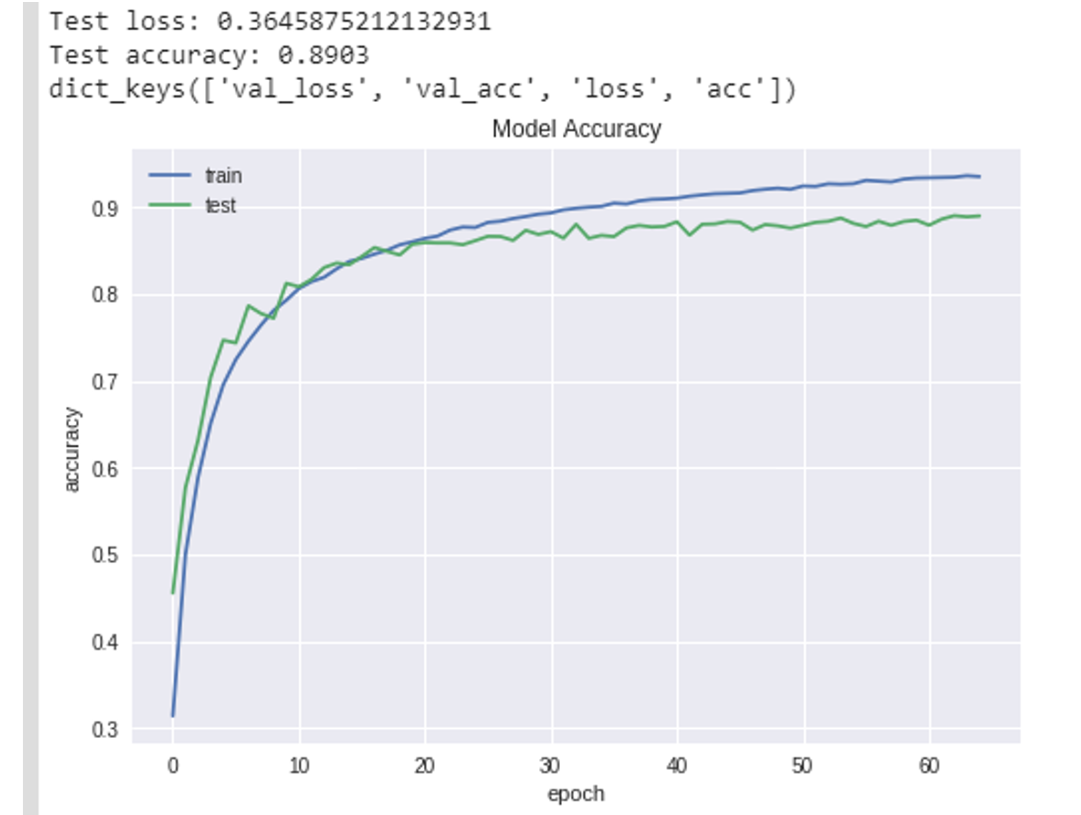 Test loss: 0.3645875212132931
Test accuracy: 0.8903
dict_keys(['val_loss', 'val_acc', 'loss', 'acc'])
Model Accuracy
train
test
0.9
0.8
0.7
0.6
0.5
0.4
0.3
accuracy
0 10 20 30 40 50 60
epoch